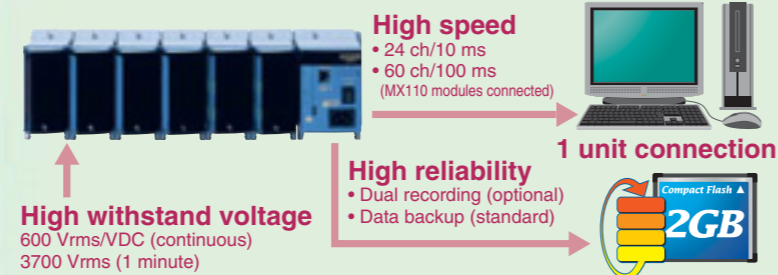 High speed
• 24 ch/10 ms
• 60 ch/100 ms
(MX110 modules connected)
1 unit connection
High reliability
• Dual recording (optional)
• Data backup (standard)
Compact Flash ▲
2GB
High withstand voltage
600 Vrms/VDC (continuous)
3700 Vrms (1 minute)